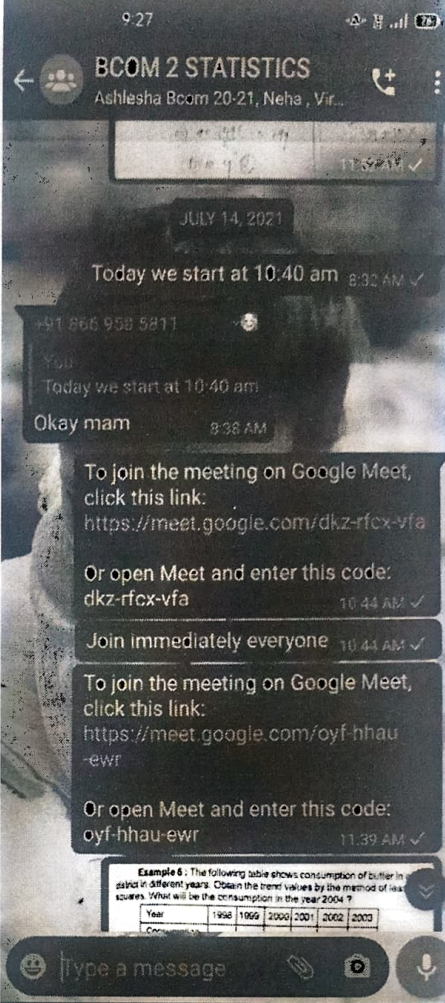 9:27
76
BCOM 2 STATISTICS
Ashlesha Bcom 20-21, Neha , Vir...
JULY 14, 2021
Today we start at 10:40 am 8:32 AM
+91 866 958 5811
You
Today we start at 10:40 am
Okay mam 8:38 AM
To join the meeting on Google Meet,
click this link:
https://meet.google.com/dkz-rfcx-vfa
Or open Meet and enter this code:
dkz-rfcx-vfa 10:44 AM
Join immediately everyone 10:44 AM
To join the meeting on Google Meet,
click this link:
https://meet.google.com/oyf-hhau
-ewr
Or open Meet and enter this code:
oyf-hhau-ewr 11:39 AM
Example 6 : The following table shows consumption of butter in
district in different years. Obtain the trend values by the method of least
squares. What will be the consumption in the year 2004 ?
Year 1998 1999 2000 2001 2002 2003
Type a message